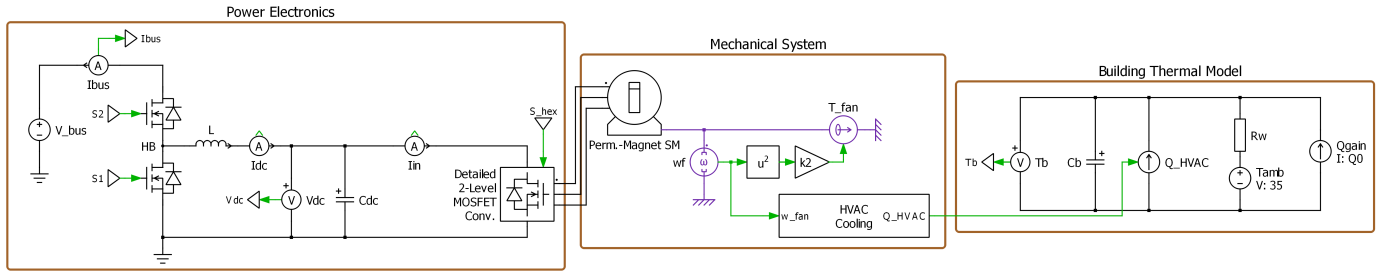 Power Electronics
Ibus
A
Ibus
V_bus
S2
HB
S1
L
A
Idc
A
Iin
Vdc
V
Vdc
Cdc
S_hex
Detailed
2-Level
MOSFET
Conv.
Mechanical System
Perm.-Magnet SM
T_fan
wf
ω
u²
k2
w_fan
HVAC
Cooling
Q_HVAC
Building Thermal Model
Tb
V
Tb
Cb
Q_HVAC
Rw
Tamb
V: 35
Qgain
I: Q0